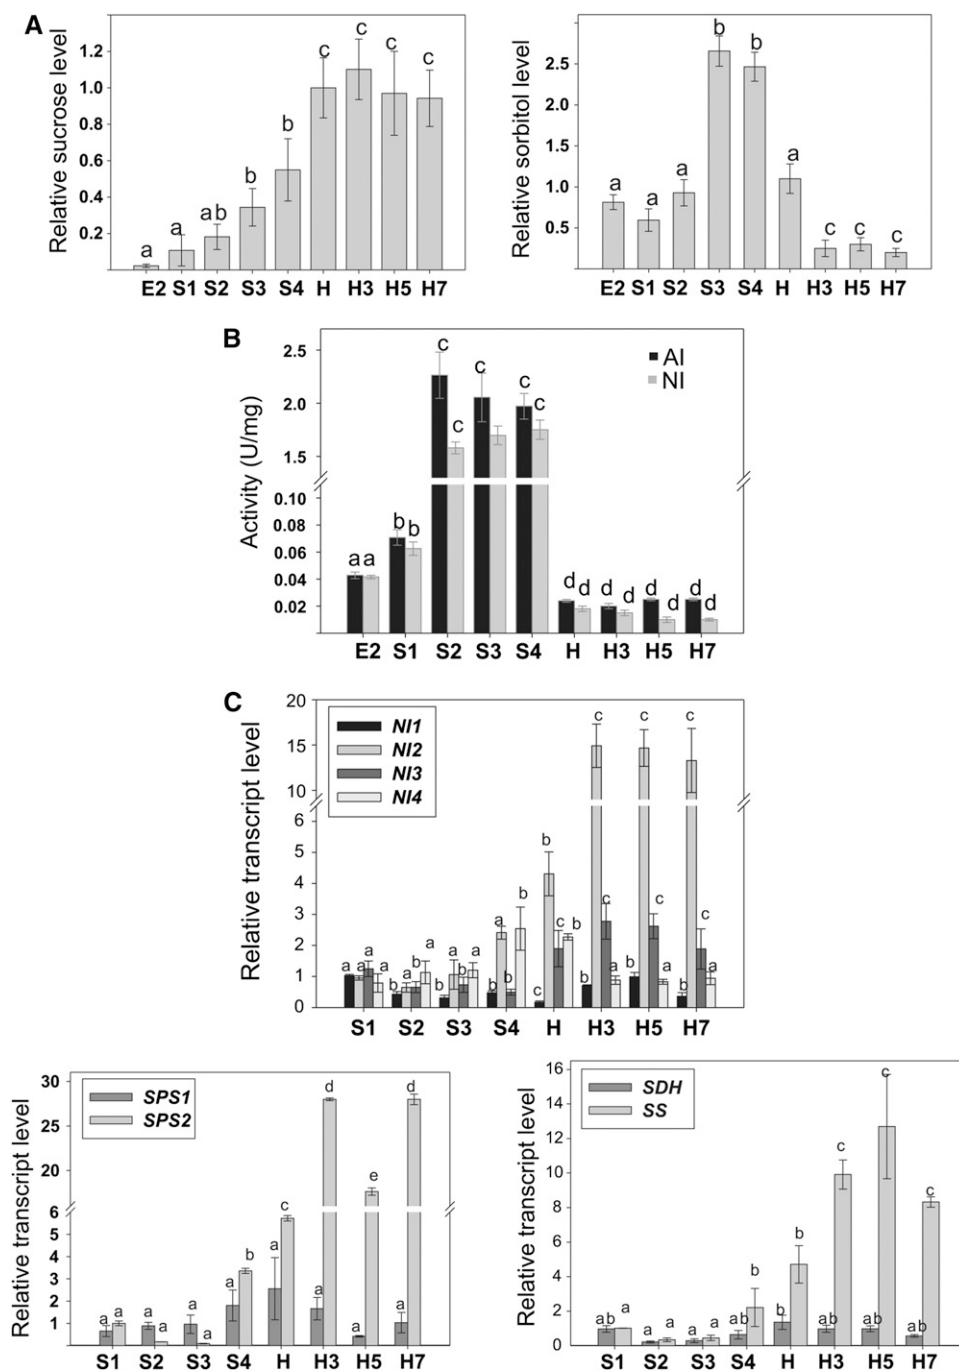 A
Relative sucrose level
1.2
1.0
0.8
0.6
0.4
0.2
a a ab b b c c c c
E2 S1 S2 S3 S4 H H3 H5 H7
Relative sorbitol level
2.5
2.0
1.5
1.0
0.5
a a a b b a c c c
E2 S1 S2 S3 S4 H H3 H5 H7
B
Activity (U/mg)
2.5
2.0
1.5
0.10
0.08
0.06
0.04
0.02
AI
NI
a a b b c c c c c d d d d d d d d
E2 S1 S2 S3 S4 H H3 H5 H7
C
Relative transcript level
20
15
10
6
5
4
3
2
1
0
NI1
NI2
NI3
NI4
a a a a b a b a b a b a b a b b c b c b b c c a b c c a b c c a
S1 S2 S3 S4 H H3 H5 H7
Relative transcript level
30
28
20
6
5
4
3
2
1
SPS1
SPS2
a a a a a a a b a c a d a e a d
S1 S2 S3 S4 H H3 H5 H7
Relative transcript level
16
14
12
10
8
6
4
2
0
SDH
SS
ab a a a a a ab b b b ab c ab c ab c
S1 S2 S3 S4 H H3 H5 H7